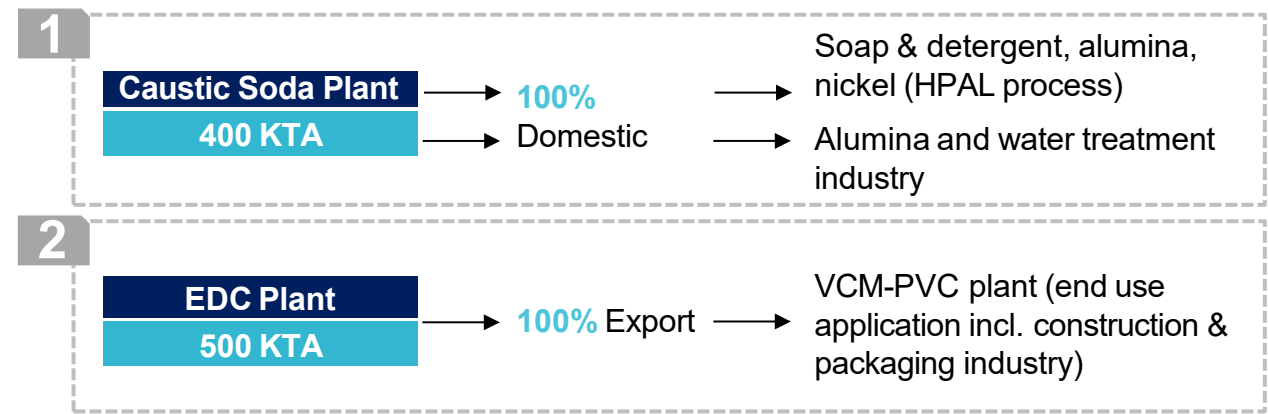 1
Caustic Soda Plant
400 KTA
100%
Domestic
Soap & detergent, alumina,
nickel (HPAL process)
Alumina and water treatment
industry
2
EDC Plant
500 KTA
100% Export
VCM-PVC plant (end use
application incl. construction &
packaging industry)